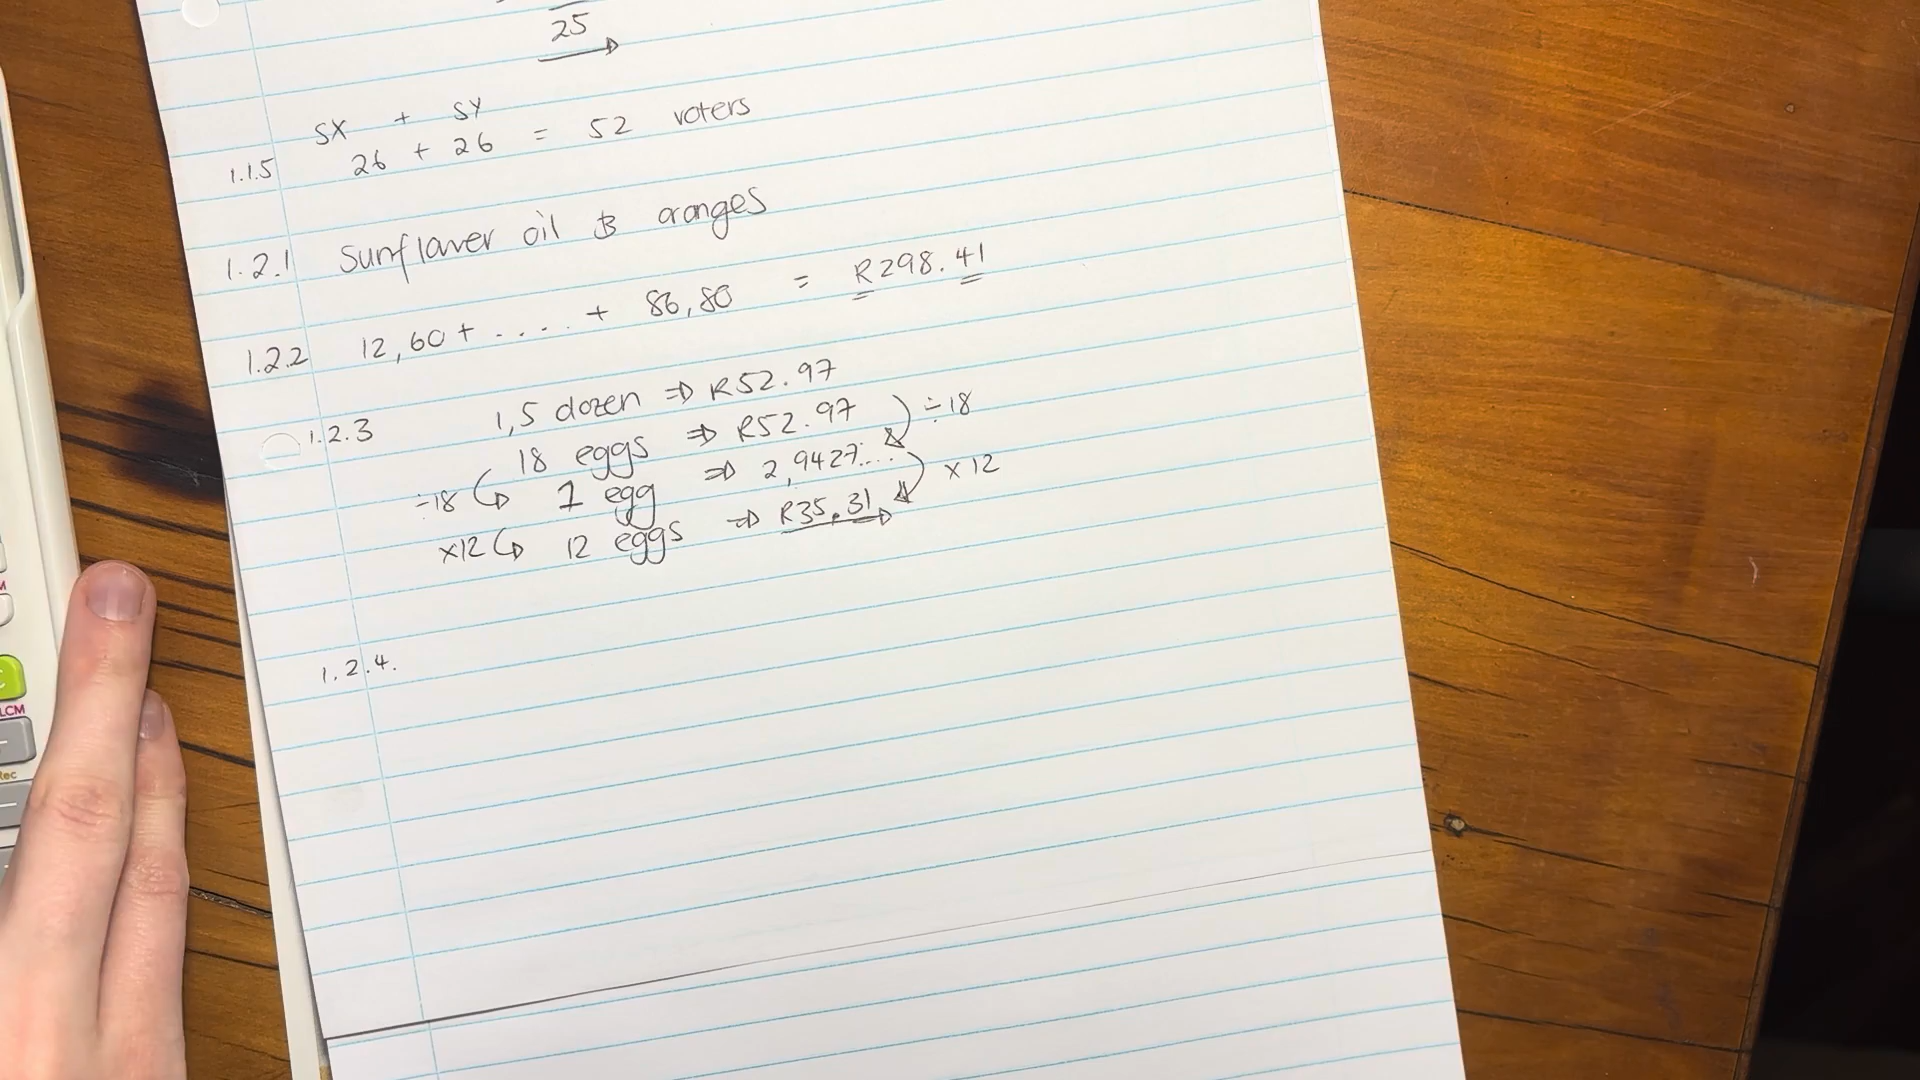 25
SX + SY
1.1.5 26 + 26 = 52 voters
1.2.1 Sunflower oil & oranges
1.2.2 12,60 + .... + 86,80 = R298.41
1.2.3 1,5 dozen ⇒ R52.97
18 eggs ⇒ R52.97 ÷18
÷18 1 egg ⇒ 2,9427... ×12
×12 12 eggs ⇒ R35.31
1.2.4.
M
C
LCM